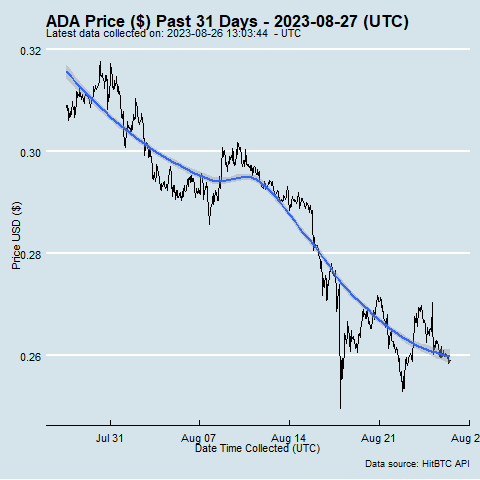 ADA Price ($) Past 31 Days - 2023-08-27 (UTC)
Latest data collected on: 2023-08-26 13:03:44  - UTC
0.32
0.30
0.28
0.26
Price USD ($)
Jul 31
Aug 07
Aug 14
Aug 21
Aug 2
Date Time Collected (UTC)
Data source: HitBTC API